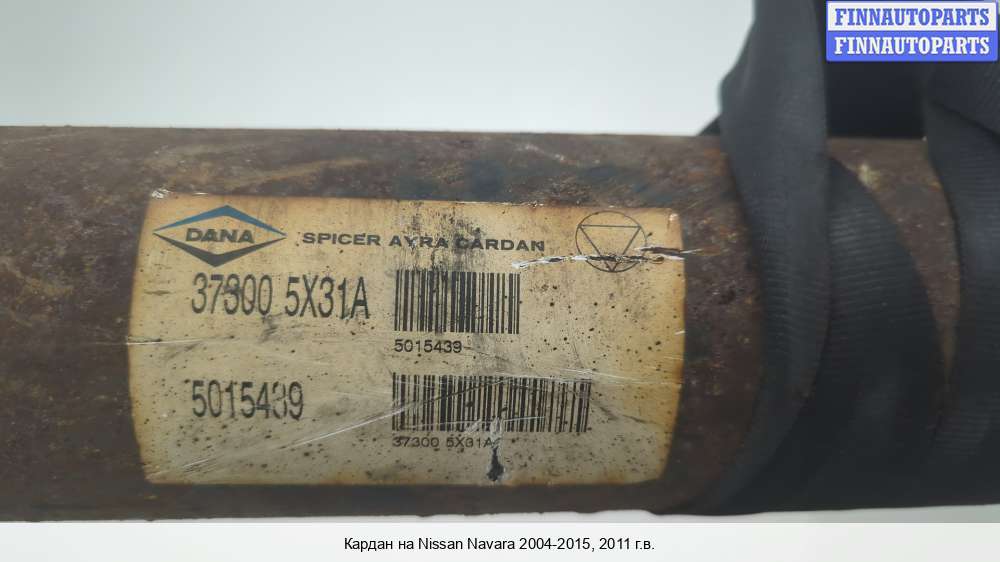 FINNAUTOPARTS
FINNAUTOPARTS
DANA
SPICER AYRA CARDAN
37300 5X31A
5015439
5015439
37300 5X31A
Кардан на Nissan Navara 2004-2015, 2011 г.в.